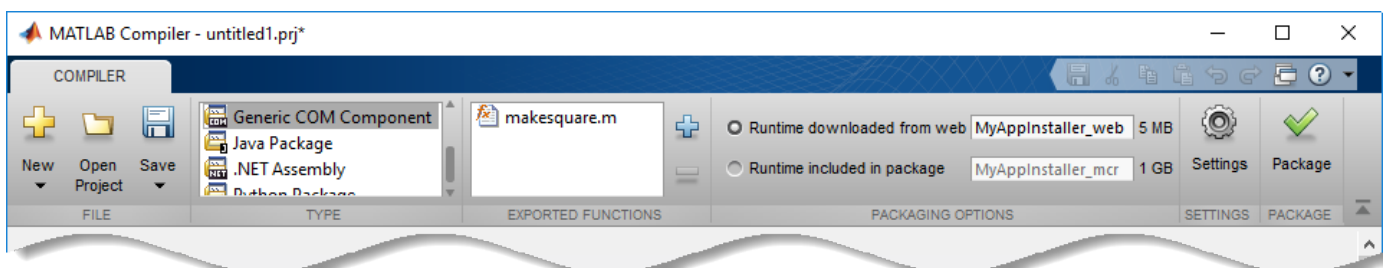 MATLAB Compiler - untitled1.prj*
COMPILER
New
Open Project
Save
FILE
Generic COM Component
Java Package
.NET Assembly
Python Package
TYPE
makesquare.m
EXPORTED FUNCTIONS
Runtime downloaded from web MyAppInstaller_web 5 MB
Runtime included in package MyAppInstaller_mcr 1 GB
PACKAGING OPTIONS
Settings
SETTINGS
Package
PACKAGE